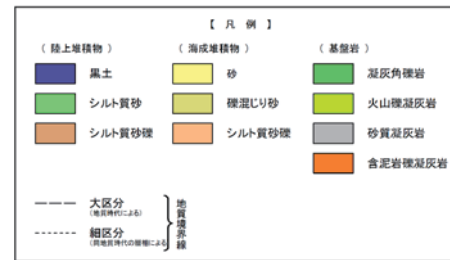 【 凡 例 】
( 陸上堆積物 ) ( 海成堆積物 ) ( 基盤岩 )
黒土 砂 凝灰角礫岩
シルト質砂 礫混じり砂 火山礫凝灰岩
シルト質砂礫 シルト質砂礫 砂質凝灰岩
含泥岩礫凝灰岩
大区分
(地質時代による)
細区分
(同地質時代の層種による)
地質境界線